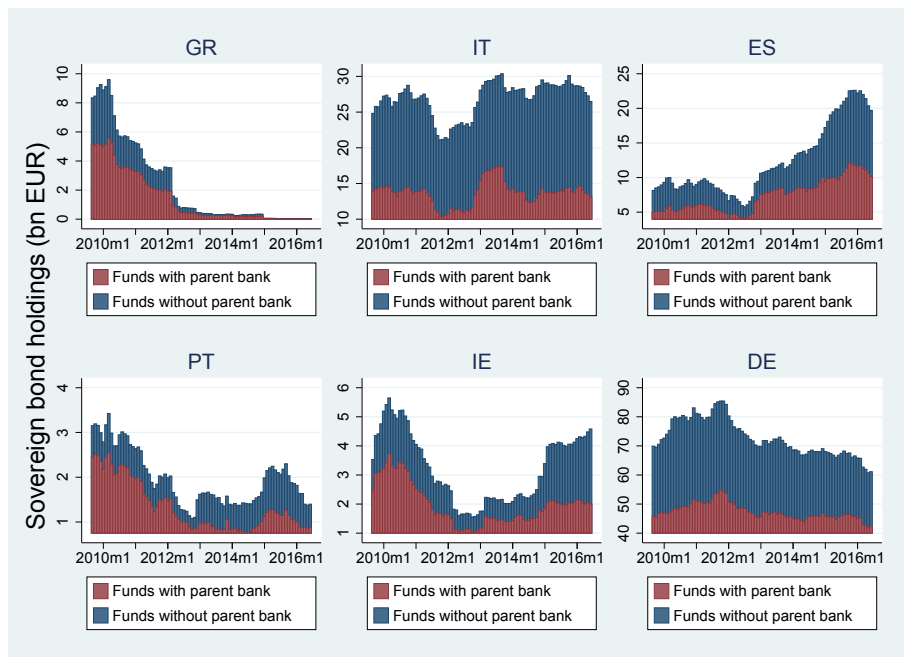 Sovereign bond holdings (bn EUR)
GR
10
8
6
4
2
0
2010m1 2012m1 2014m1 2016m1
Funds with parent bank
Funds without parent bank
IT
30
25
20
15
10
2010m1 2012m1 2014m1 2016m1
Funds with parent bank
Funds without parent bank
ES
25
20
15
10
5
2010m1 2012m1 2014m1 2016m1
Funds with parent bank
Funds without parent bank
PT
4
3
2
1
2010m1 2012m1 2014m1 2016m1
Funds with parent bank
Funds without parent bank
IE
6
5
4
3
2
1
2010m1 2012m1 2014m1 2016m1
Funds with parent bank
Funds without parent bank
DE
90
80
70
60
50
40
2010m1 2012m1 2014m1 2016m1
Funds with parent bank
Funds without parent bank